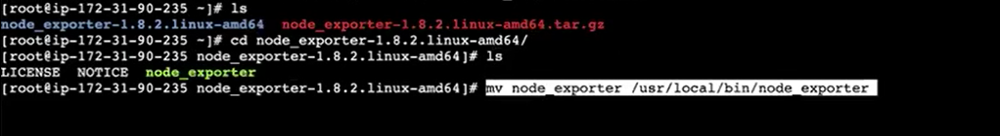 [root@ip-172-31-90-235 ~]# ls
node_exporter-1.8.2.linux-amd64  node_exporter-1.8.2.linux-amd64.tar.gz
[root@ip-172-31-90-235 ~]# cd node_exporter-1.8.2.linux-amd64/
[root@ip-172-31-90-235 node_exporter-1.8.2.linux-amd64]# ls
LICENSE  NOTICE  node_exporter
[root@ip-172-31-90-235 node_exporter-1.8.2.linux-amd64]# mv node_exporter /usr/local/bin/node_exporter